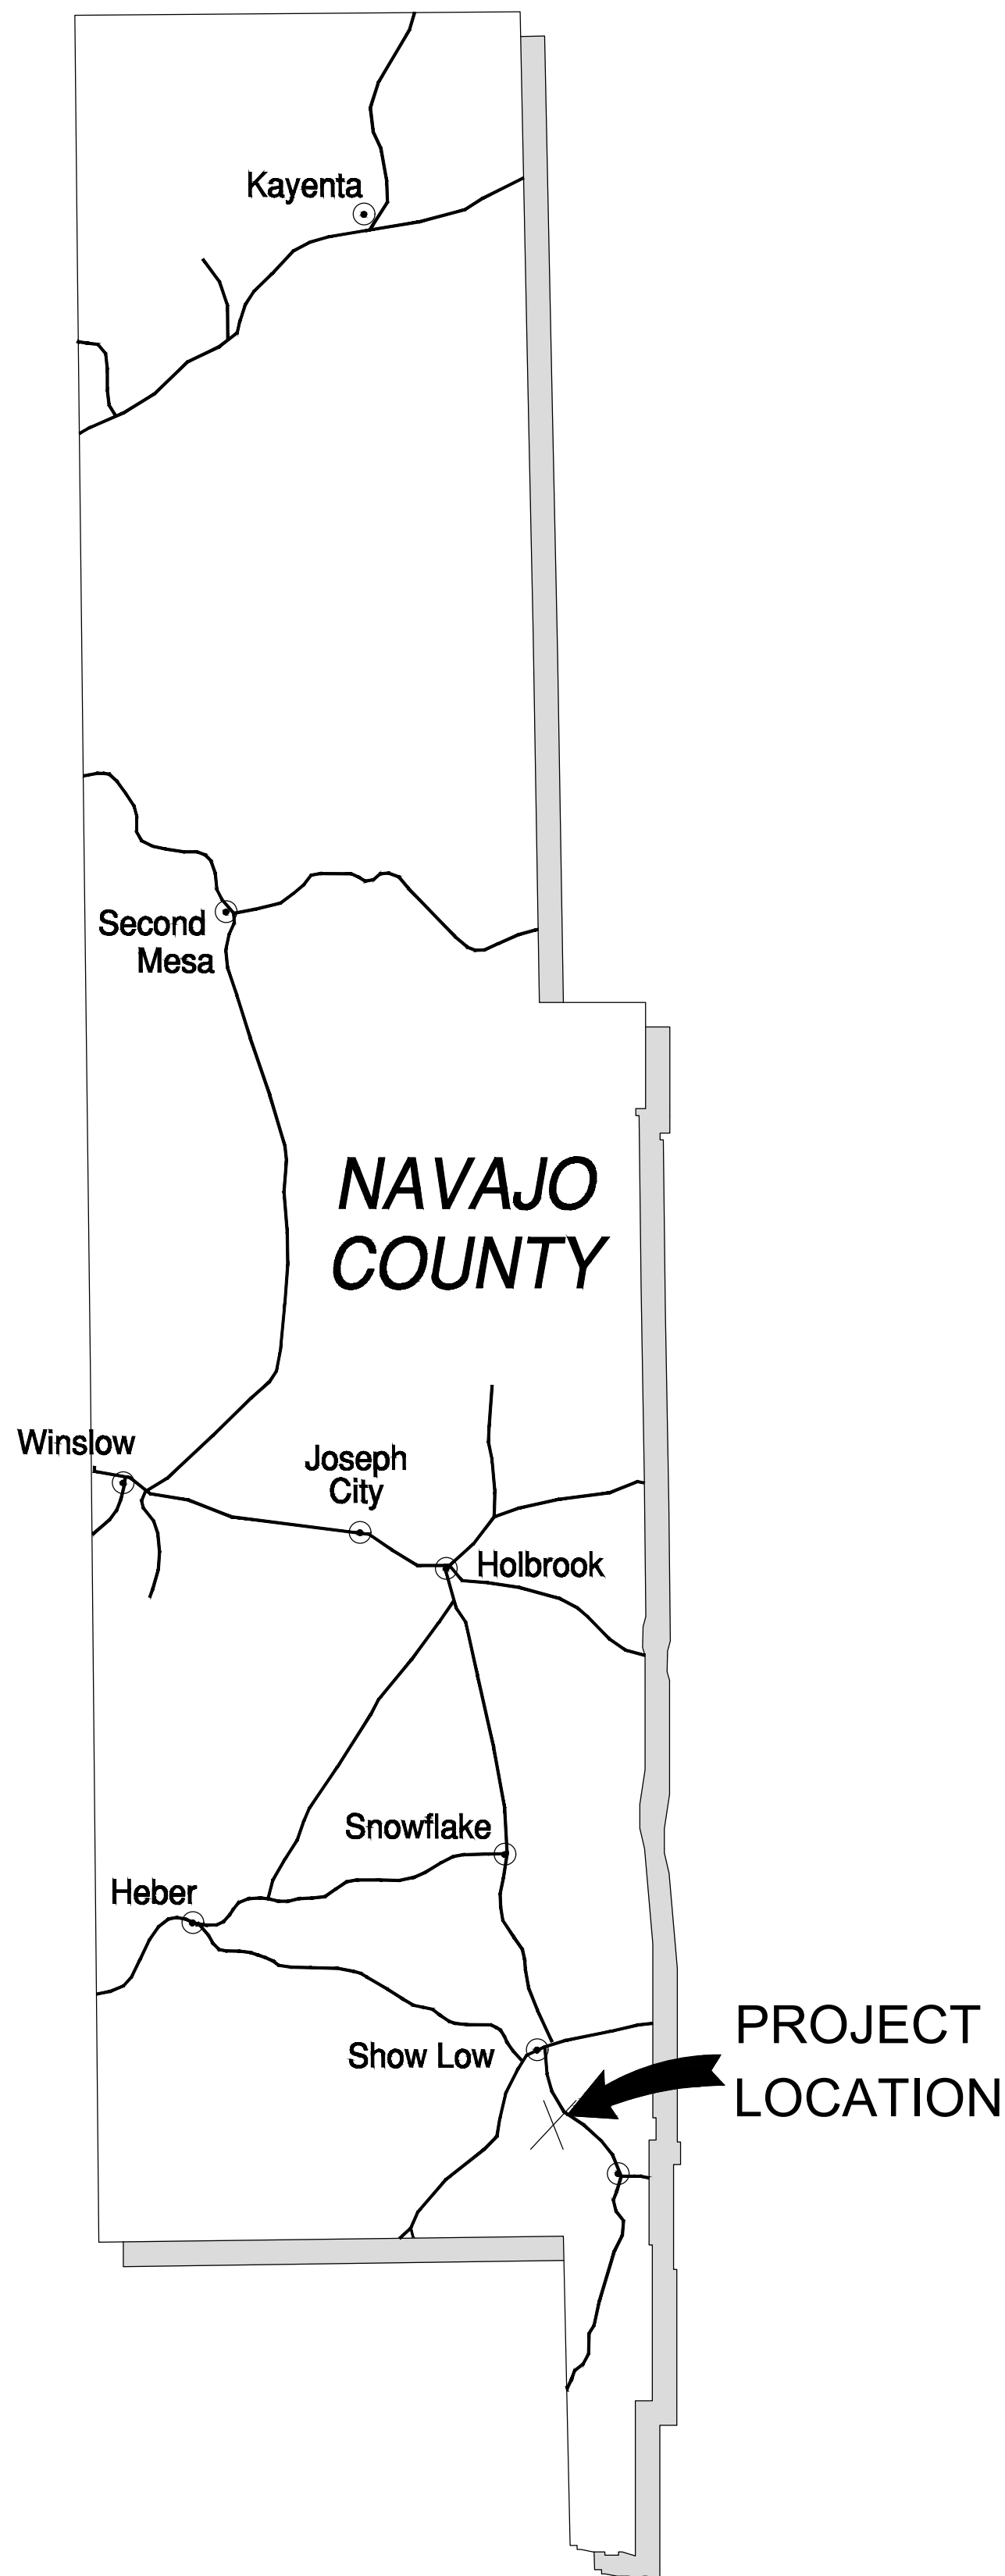 Kayenta
Second
Mesa
NAVAJO
COUNTY
Winslow
Joseph
City
Holbrook
Snowflake
Heber
PROJECT
LOCATION
Show Low